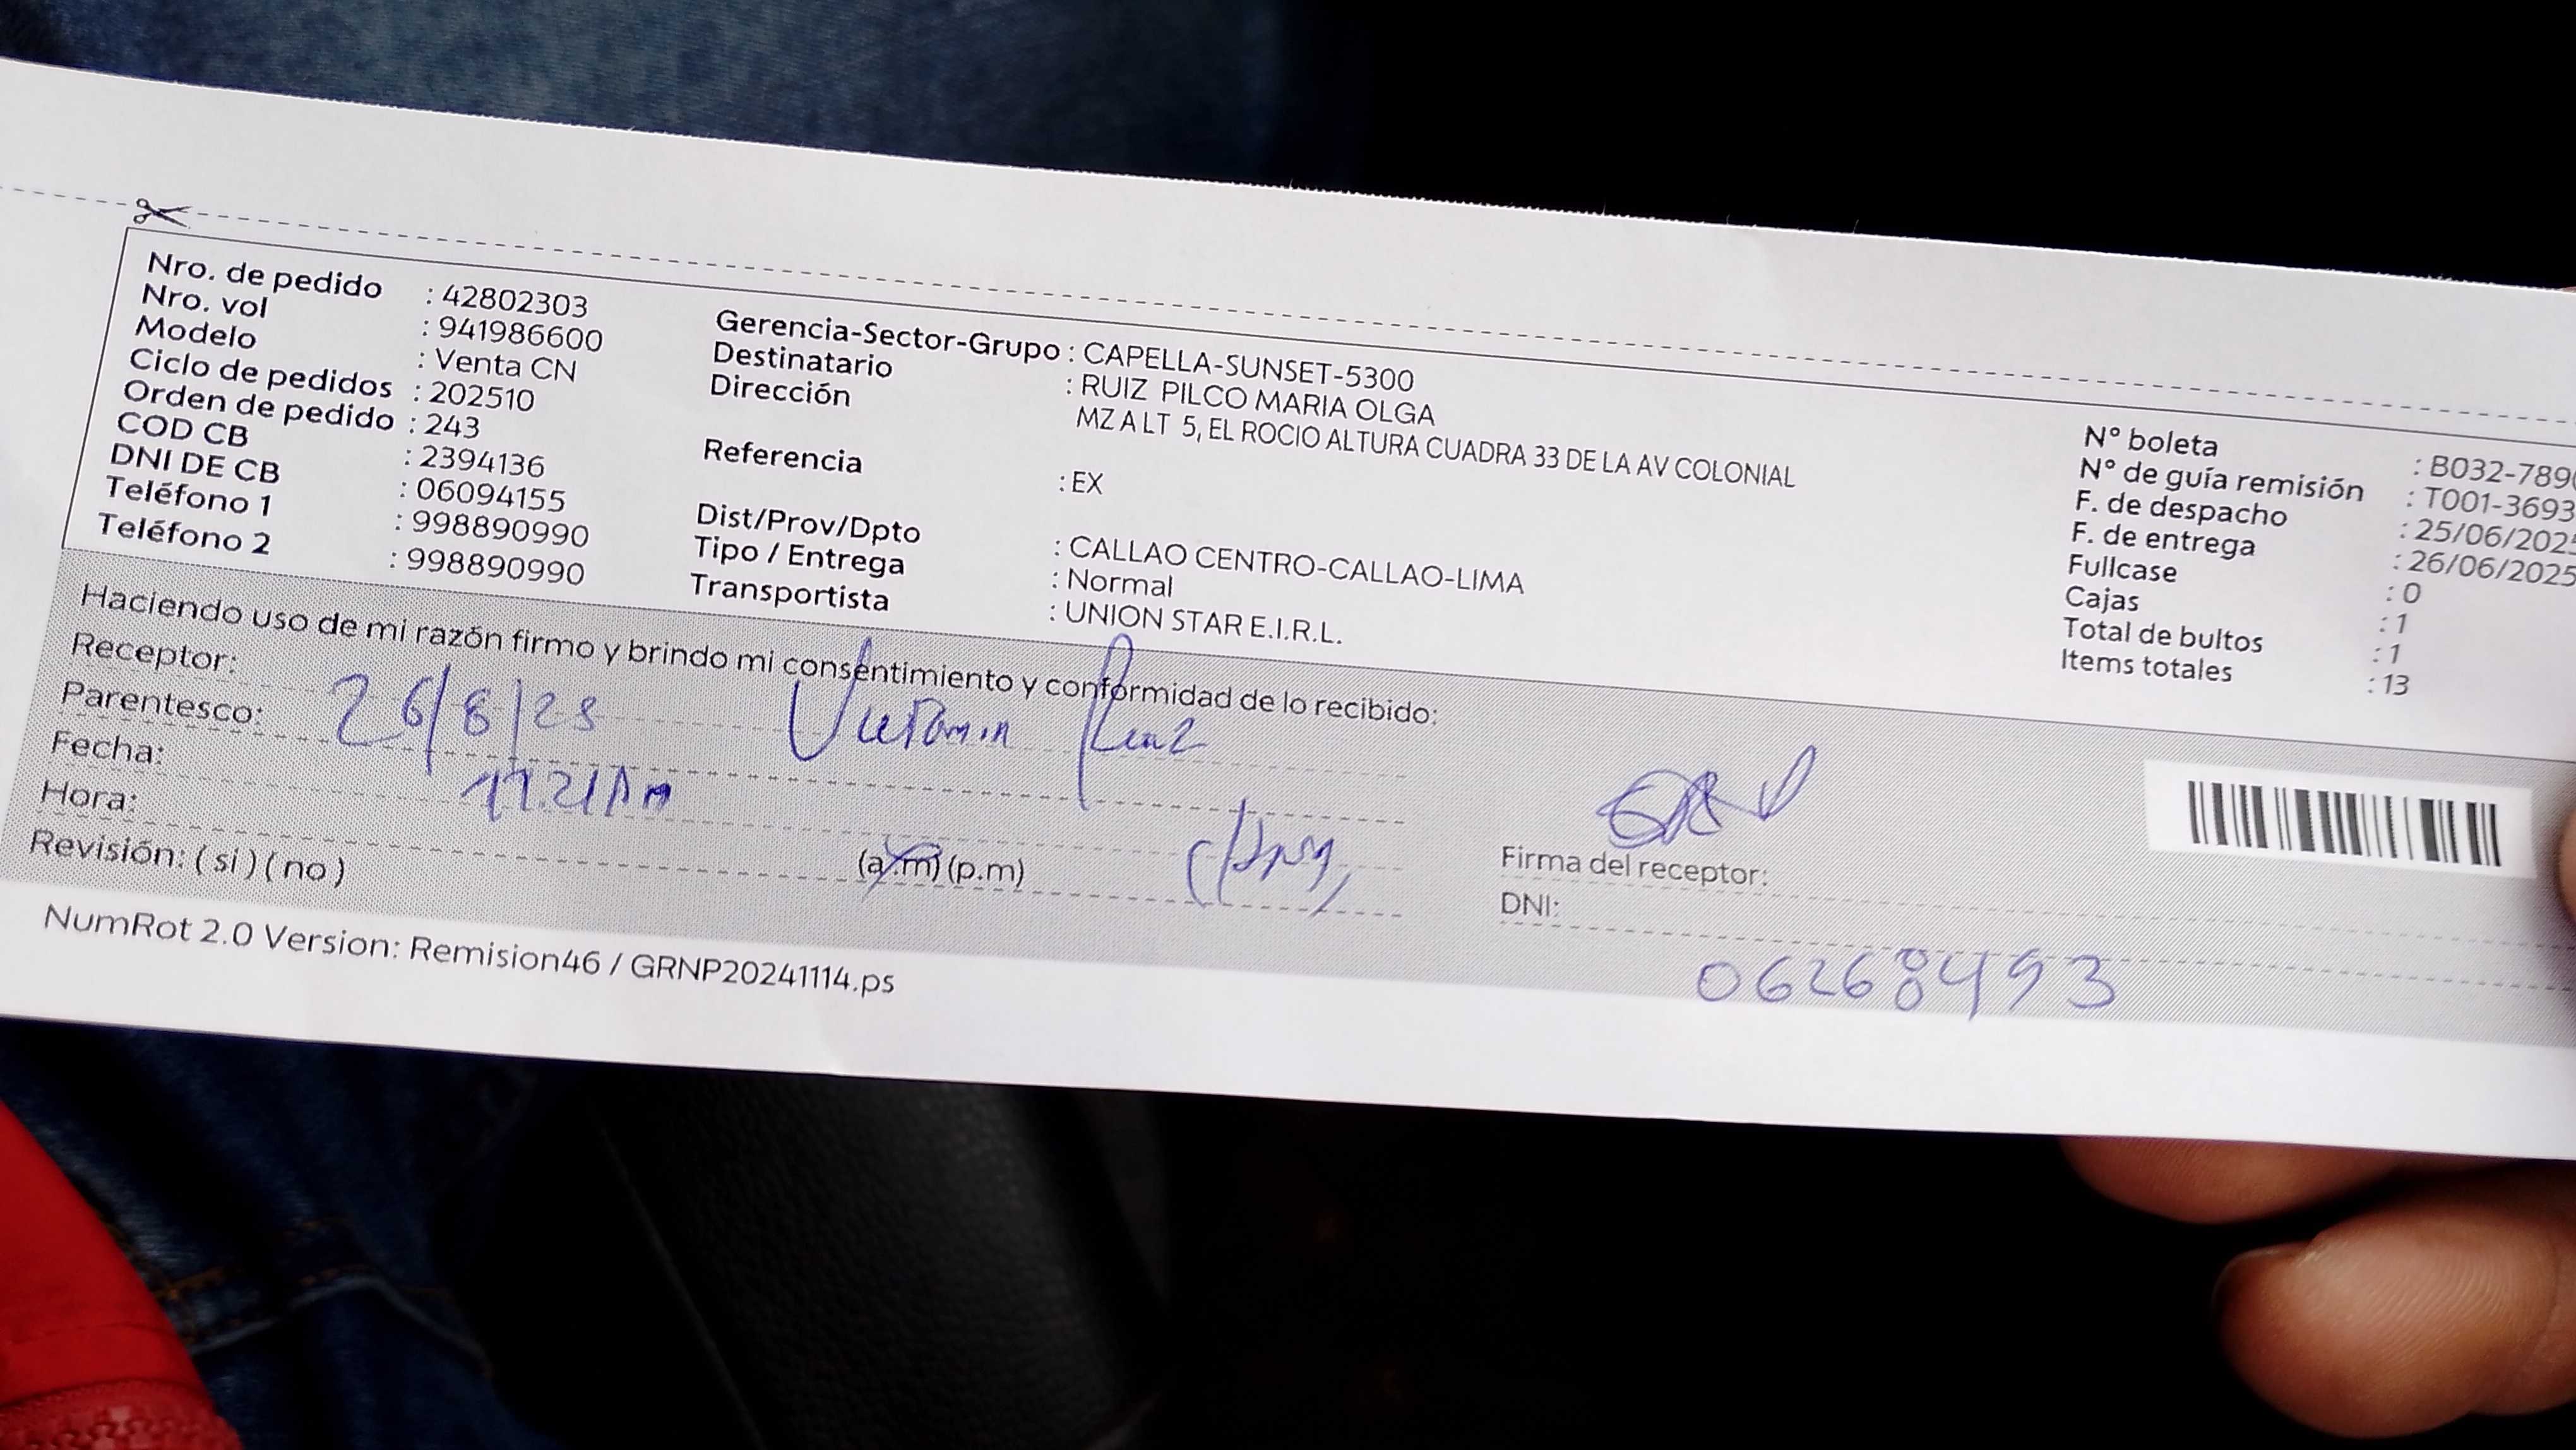 Nro. de pedido : 42802303
Nro. vol : 941986600
Modelo : Venta CN
Ciclo de pedidos : 202510
Orden de pedido : 243
COD CB : 2394136
DNI DE CB : 06094155
Teléfono 1 : 998890990
Teléfono 2 : 998890990
Gerencia-Sector-Grupo : CAPELLA-SUNSET-5300
Destinatario : RUIZ PILCO MARIA OLGA
Dirección MZ A LT 5, EL ROCIO ALTURA CUADRA 33 DE LA AV COLONIAL
Referencia : EX
Dist/Prov/Dpto : CALLAO CENTRO-CALLAO-LIMA
Tipo / Entrega : Normal
Transportista : UNION STAR E.I.R.L.
N° boleta : B032-789
N° de guía remisión : T001-3693
F. de despacho : 25/06/202
F. de entrega : 26/06/2025
Fullcase : 0
Cajas : 1
Total de bultos : 1
Items totales : 13
Haciendo uso de mi razón firmo y brindo mi consentimiento y conformidad de lo recibido:
Receptor:
Parentesco:
Fecha:
Hora: (a.m) (p.m)
Revisión: ( si ) ( no )
Firma del receptor:
DNI: 06268493
NumRot 2.0 Version: Remision46 / GRNP20241114.ps